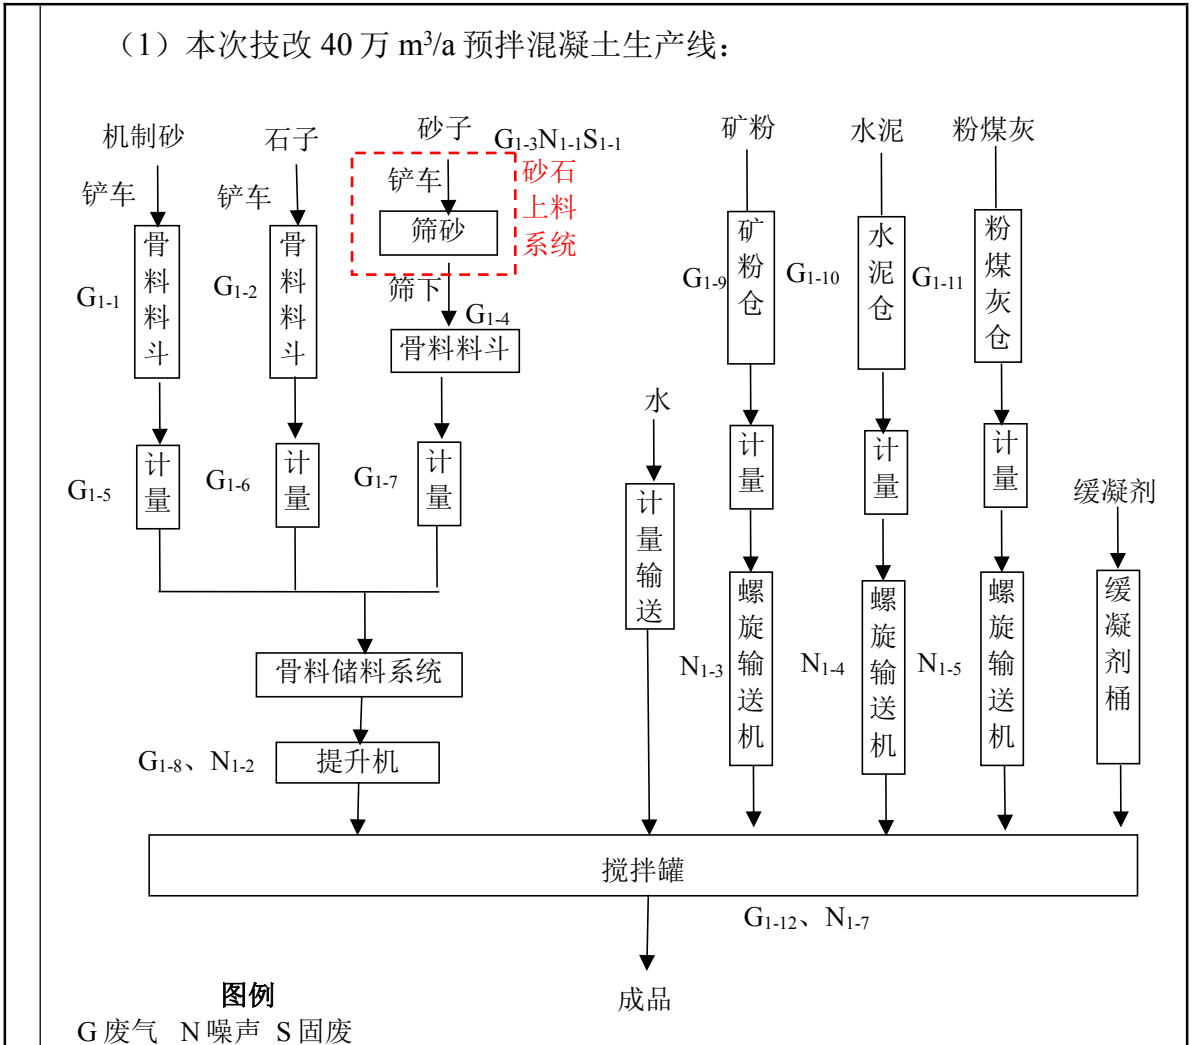 （1）本次技改 40 万 m³/a 预拌混凝土生产线：
机制砂
石子
砂子
G1-3N1-1S1-1
矿粉
水泥
粉煤灰
铲车
铲车
铲车
砂石
上料
系统
筛砂
骨料料斗
骨料料斗
G1-1
G1-2
筛下
G1-4
骨料料斗
G1-9
矿粉仓
G1-10
水泥仓
G1-11
粉煤灰仓
水
G1-5
计量
G1-6
计量
G1-7
计量
计量输送
计量
计量
计量
缓凝剂
N1-3
螺旋输送机
N1-4
螺旋输送机
N1-5
螺旋输送机
缓凝剂桶
骨料储料系统
G1-8、N1-2
提升机
搅拌罐
G1-12、N1-7
成品
图例
G 废气 N 噪声 S 固废